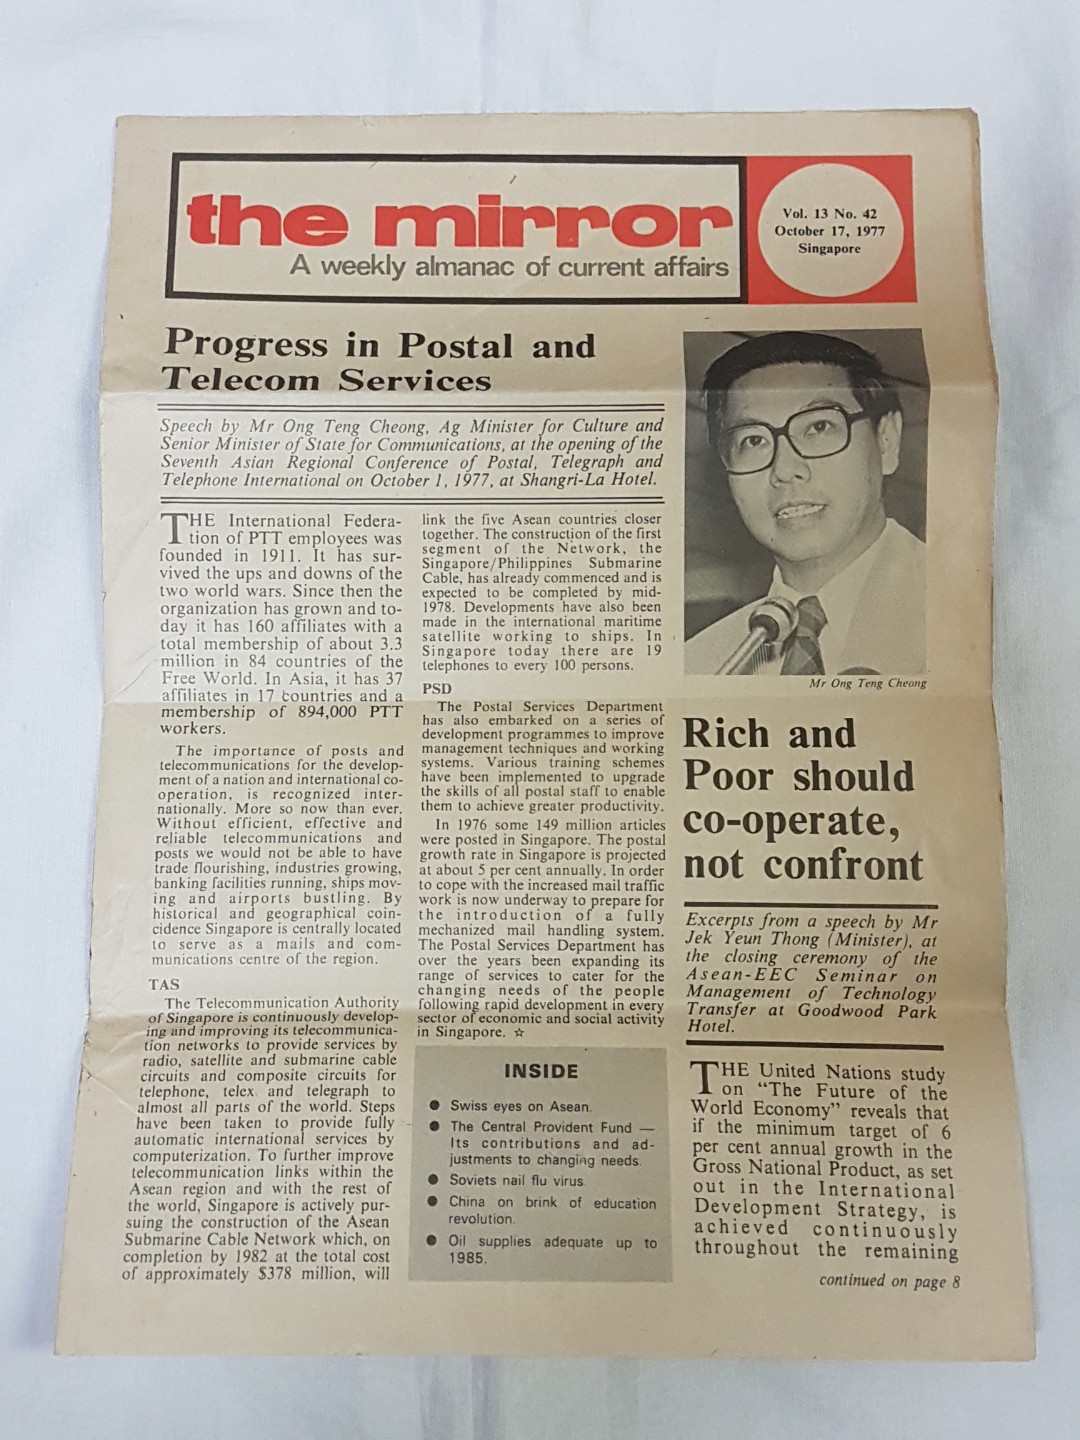 the mirror
A weekly almanac of current affairs
Vol. 13 No. 42
October 17, 1977
Singapore
Progress in Postal and
Telecom Services
Speech by Mr Ong Teng Cheong, Ag Minister for Culture and
Senior Minister of State for Communications, at the opening of the
Seventh Asian Regional Conference of Postal, Telegraph and
Telephone International on October 1, 1977, at Shangri-La Hotel.
THE International Federa-
tion of PTT employees was
founded in 1911. It has sur-
vived the ups and downs of the
two world wars. Since then the
organization has grown and to-
day it has 160 affiliates with a
total membership of about 3.3
million in 84 countries of the
Free World. In Asia, it has 37
affiliates in 17 countries and a
membership of 894,000 PTT
workers.
The importance of posts and
telecommunications for the develop-
ment of a nation and international co-
operation, is recognized inter-
nationally. More so now than ever.
Without efficient, effective and
reliable telecommunications and
posts we would not be able to have
trade flourishing, industries growing,
banking facilities running, ships mov-
ing and airports bustling. By
historical and geographical coin-
cidence Singapore is centrally located
to serve as a mails and com-
munications centre of the region.
TAS
The Telecommunication Authority
of Singapore is continuously develop-
ing and improving its telecommunica-
tion networks to provide services by
radio, satellite and submarine cable
circuits and composite circuits for
telephone, telex and telegraph to
almost all parts of the world. Steps
have been taken to provide fully
automatic international services by
computerization. To further improve
telecommunication links within the
Asean region and with the rest of
the world, Singapore is actively pur-
suing the construction of the Asean
Submarine Cable Network which, on
completion by 1982 at the total cost
of approximately $378 million, will
link the five Asean countries closer
together. The construction of the first
segment of the Network, the
Singapore/Philippines Submarine
Cable, has already commenced and is
expected to be completed by mid-
1978. Developments have also been
made in the international maritime
satellite working to ships. In
Singapore today there are 19
telephones to every 100 persons.
PSD
The Postal Services Department
has also embarked on a series of
development programmes to improve
management techniques and working
systems. Various training schemes
have been implemented to upgrade
the skills of all postal staff to enable
them to achieve greater productivity.
In 1976 some 149 million articles
were posted in Singapore. The postal
growth rate in Singapore is projected
at about 5 per cent annually. In order
to cope with the increased mail traffic
work is now underway to prepare for
the introduction of a fully
mechanized mail handling system.
The Postal Services Department has
over the years been expanding its
range of services to cater for the
changing needs of the people
following rapid development in every
sector of economic and social activity
in Singapore. ☆
INSIDE
● Swiss eyes on Asean.
● The Central Provident Fund —
Its contributions and ad-
justments to changing needs.
● Soviets nail flu virus.
● China on brink of education
revolution.
● Oil supplies adequate up to
1985.
Mr Ong Teng Cheong
Rich and
Poor should
co-operate,
not confront
Excerpts from a speech by Mr
Jek Yeun Thong (Minister), at
the closing ceremony of the
Asean-EEC Seminar on
Management of Technology
Transfer at Goodwood Park
Hotel.
THE United Nations study
on "The Future of the
World Economy" reveals that
if the minimum target of 6
per cent annual growth in the
Gross National Product, as set
out in the International
Development Strategy, is
achieved continuously
throughout the remaining
continued on page 8